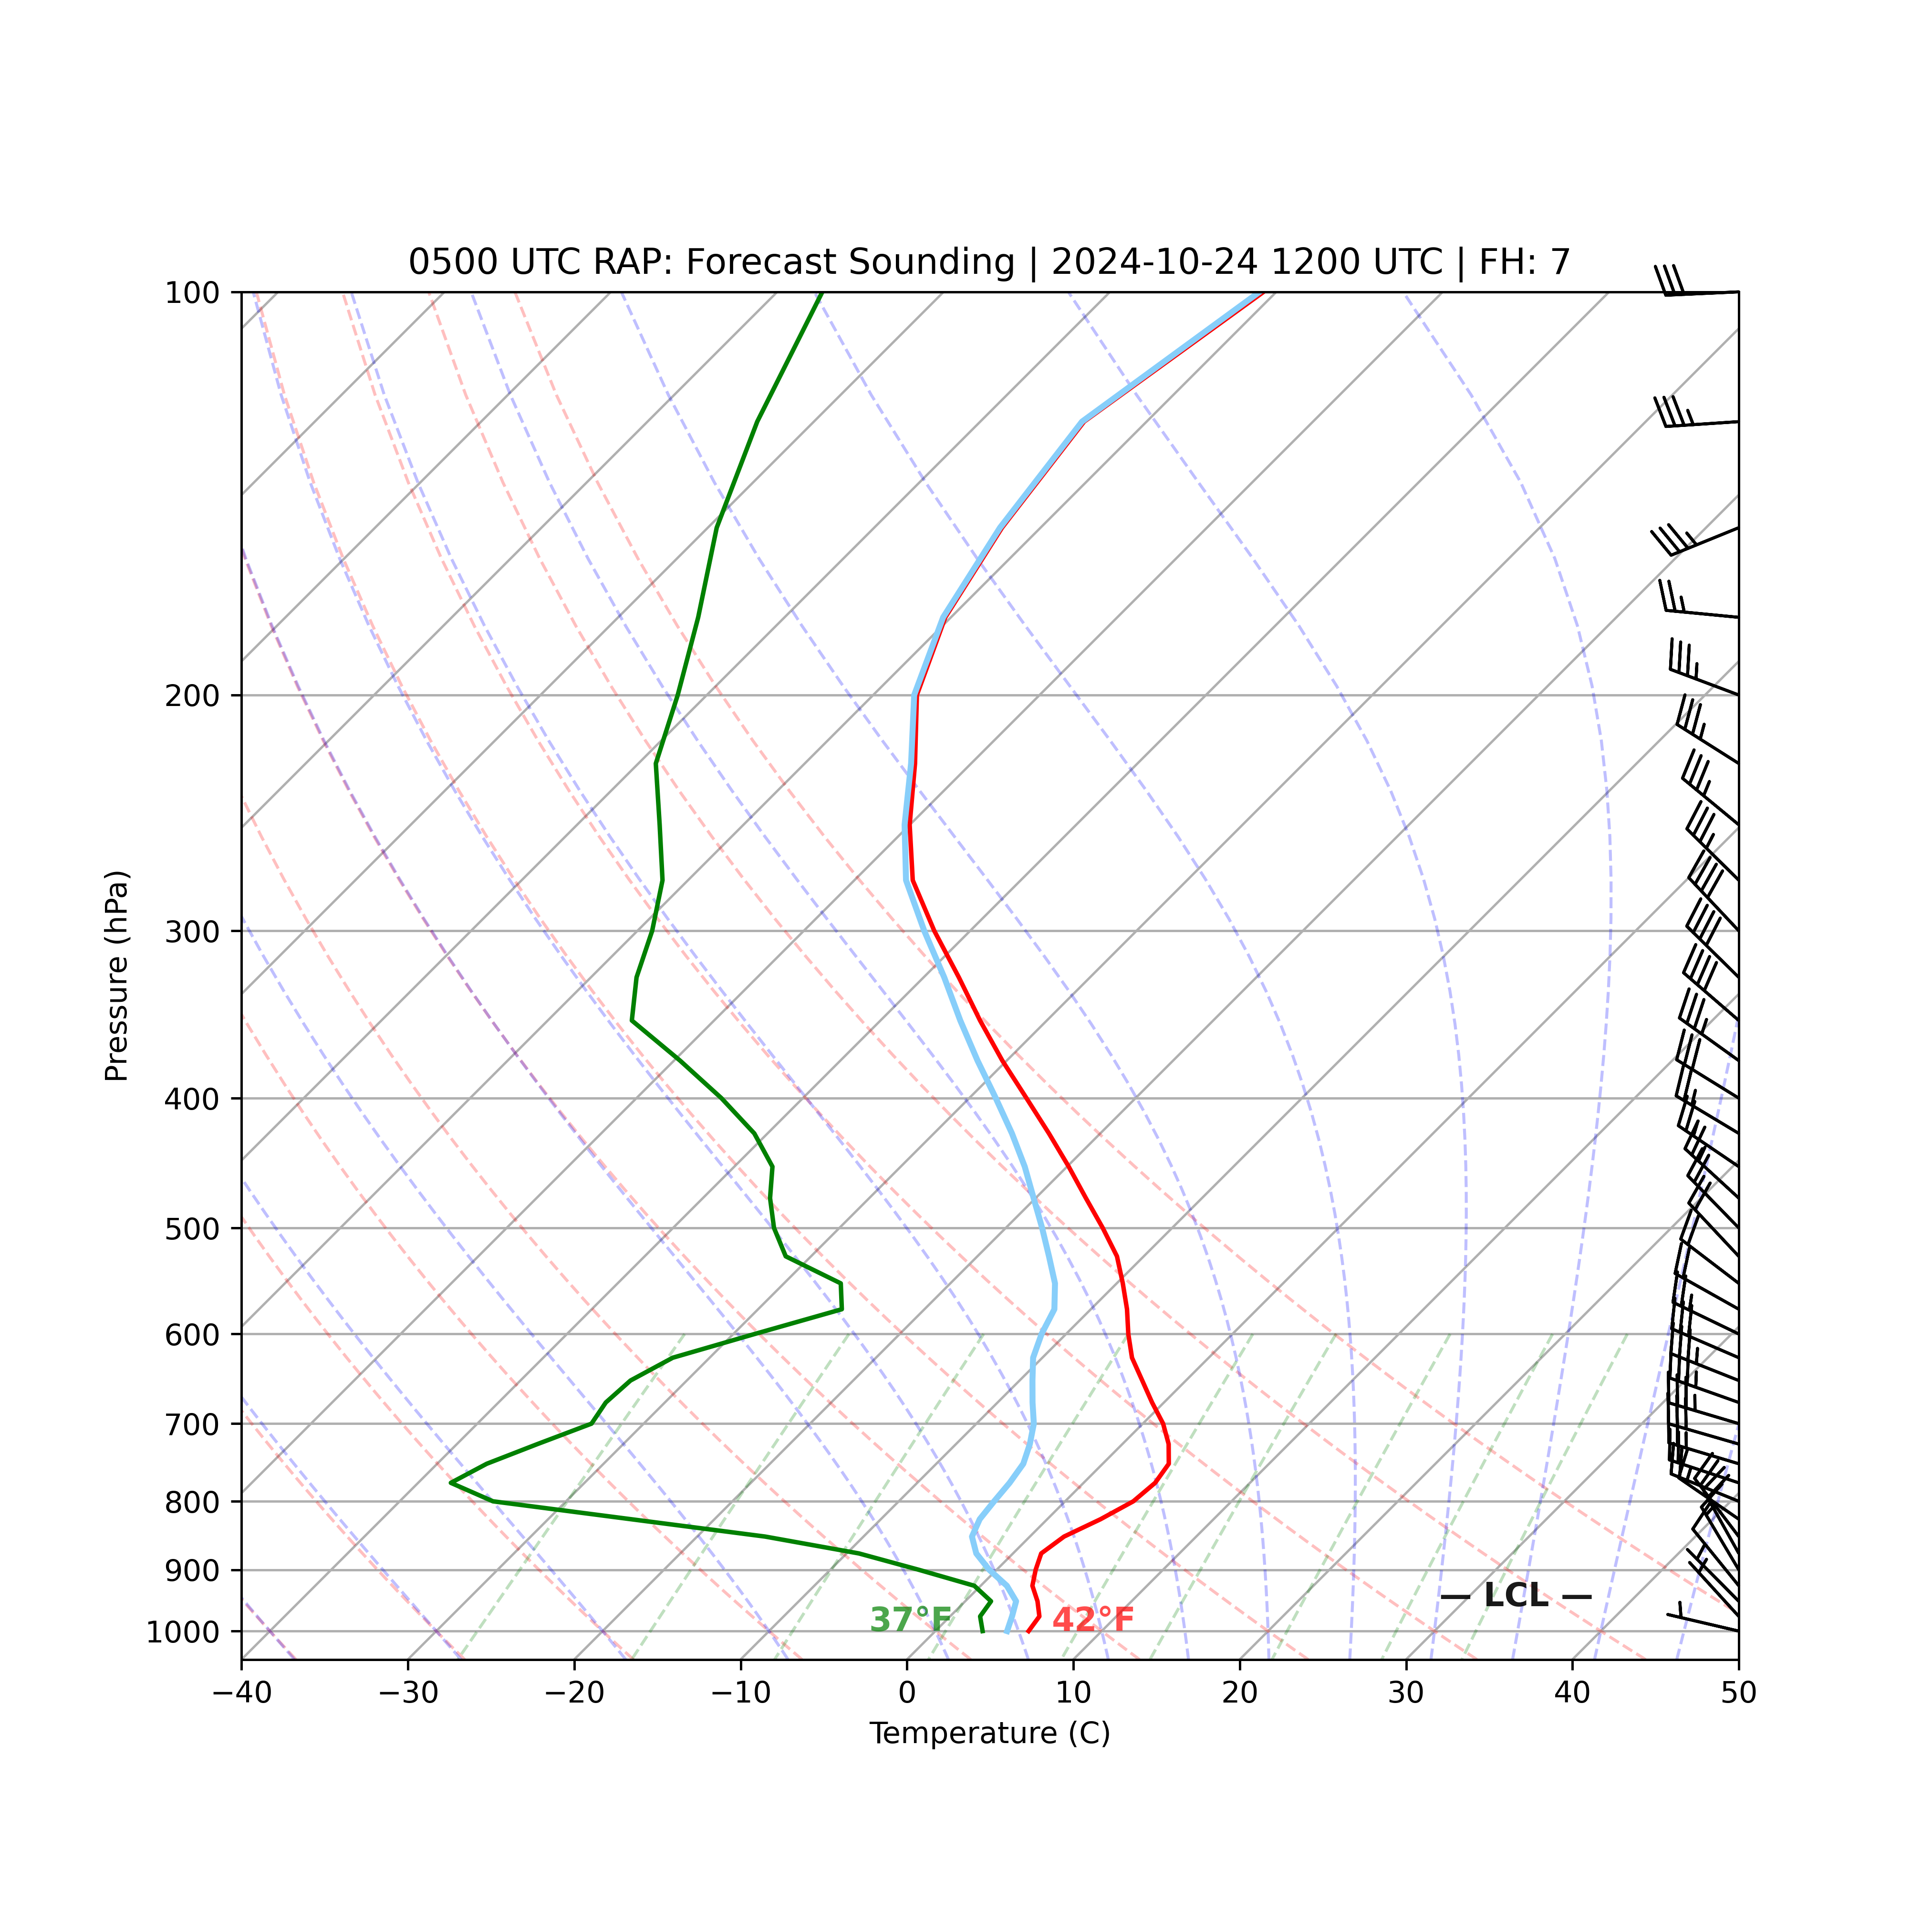 0500 UTC RAP: Forecast Sounding | 2024-10-24 1200 UTC | FH: 7
100
200
300
400
500
600
700
800
900
1000
Pressure (hPa)
37°F
42°F
— LCL —
−40 −30 −20 −10 0 10 20 30 40 50
Temperature (C)